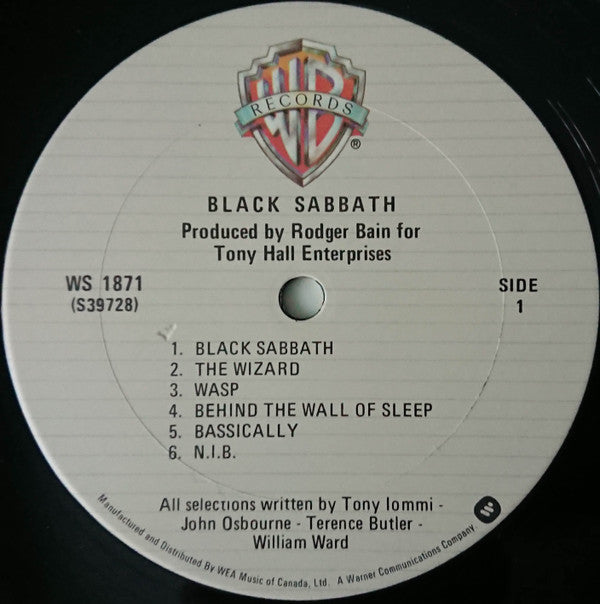 WB
RECORDS
®
BLACK SABBATH
Produced by Rodger Bain for
Tony Hall Enterprises
WS 1871
(S39728)
SIDE
1
1. BLACK SABBATH
2. THE WIZARD
3. WASP
4. BEHIND THE WALL OF SLEEP
5. BASSICALLY
6. N.I.B.
All selections written by Tony Iommi -
John Osbourne - Terence Butler -
William Ward
Manufactured and Distributed By WEA Music of Canada, Ltd. A Warner Communications Company